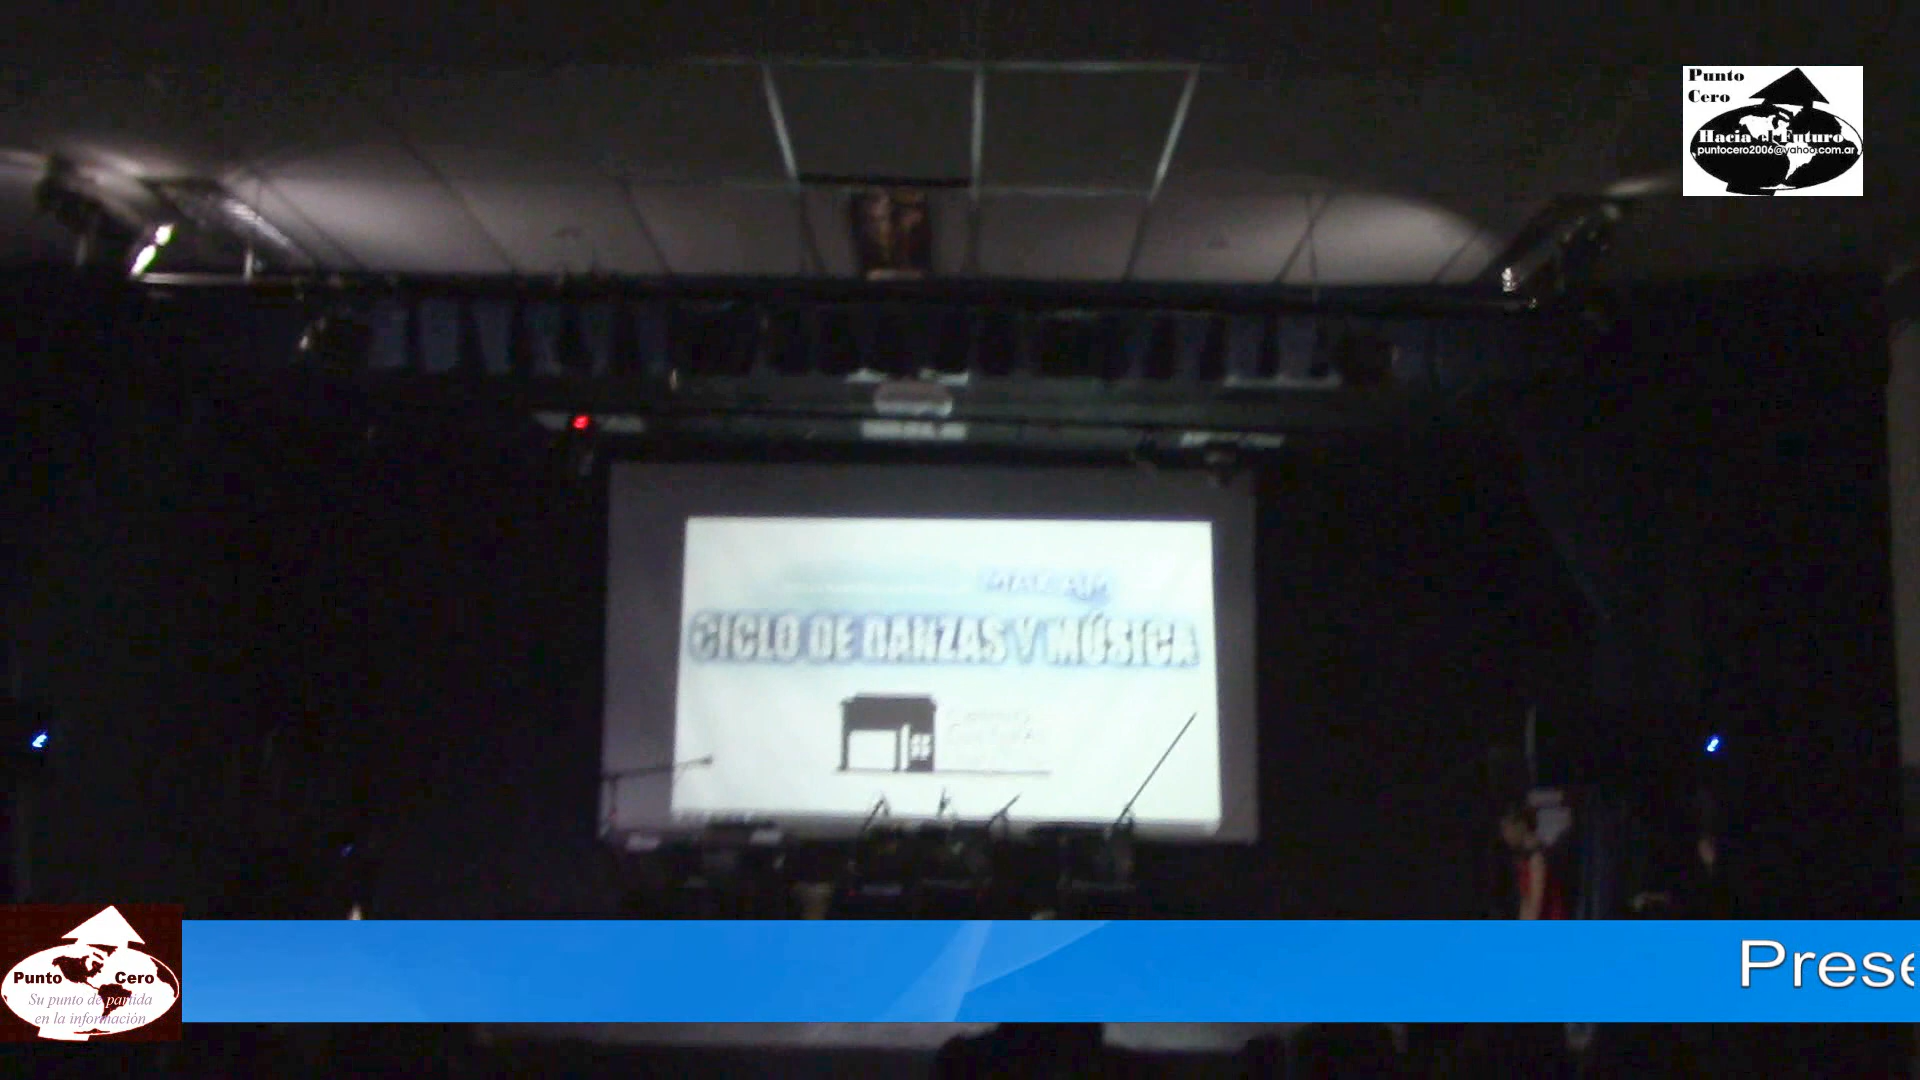 Punto
Cero
Hacia el Futuro
puntocero2006@yahoo.com.ar
CICLO DE DANZAS Y MÚSICA
Prese
Punto Cero
Su punto de partida
en la información